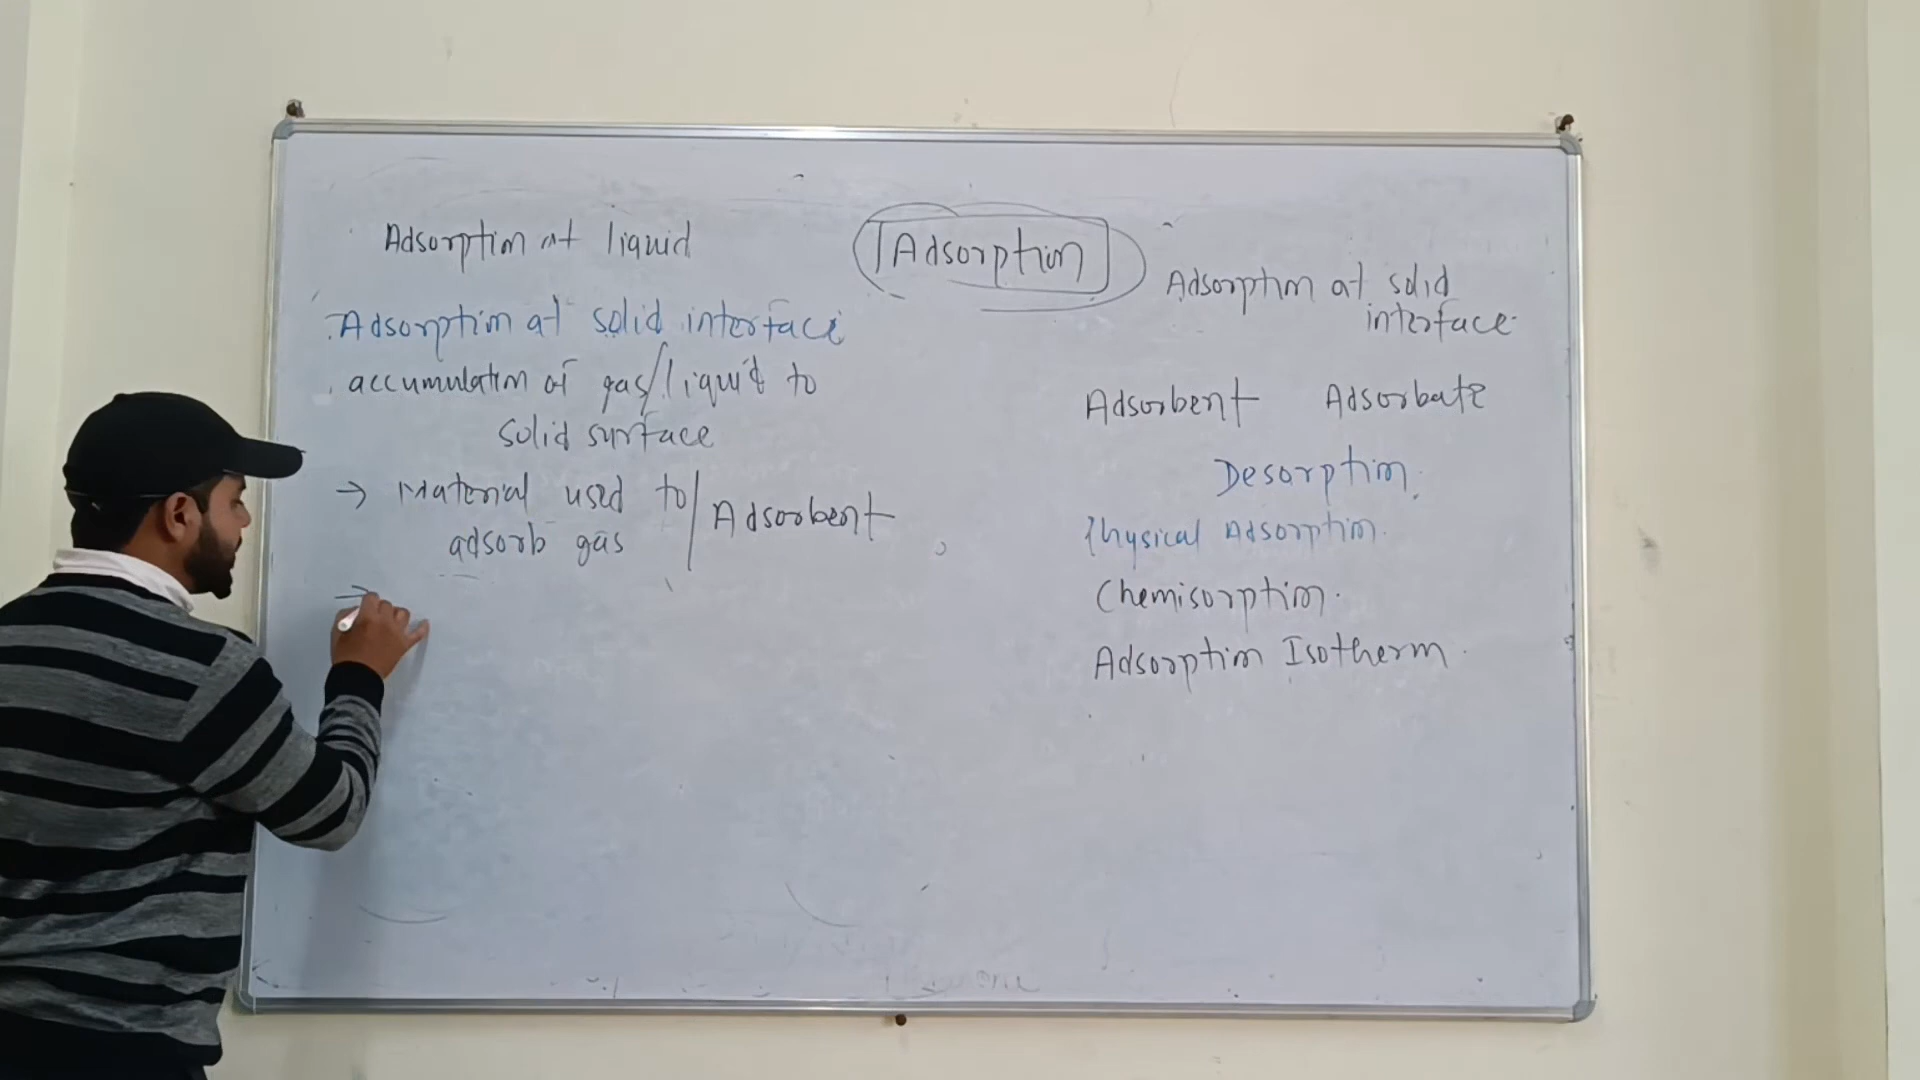 Adsorption at liquid
Adsorption
Adsorption at solid interface
accumulation of gas/liquid to
solid surface
→ Material used to
adsorb gas
Adsorbent
→
Adsorption at solid
interface.
Adsorbent Adsorbate
Desorption.
Physical Adsorption.
Chemisorption.
Adsorption Isotherm.